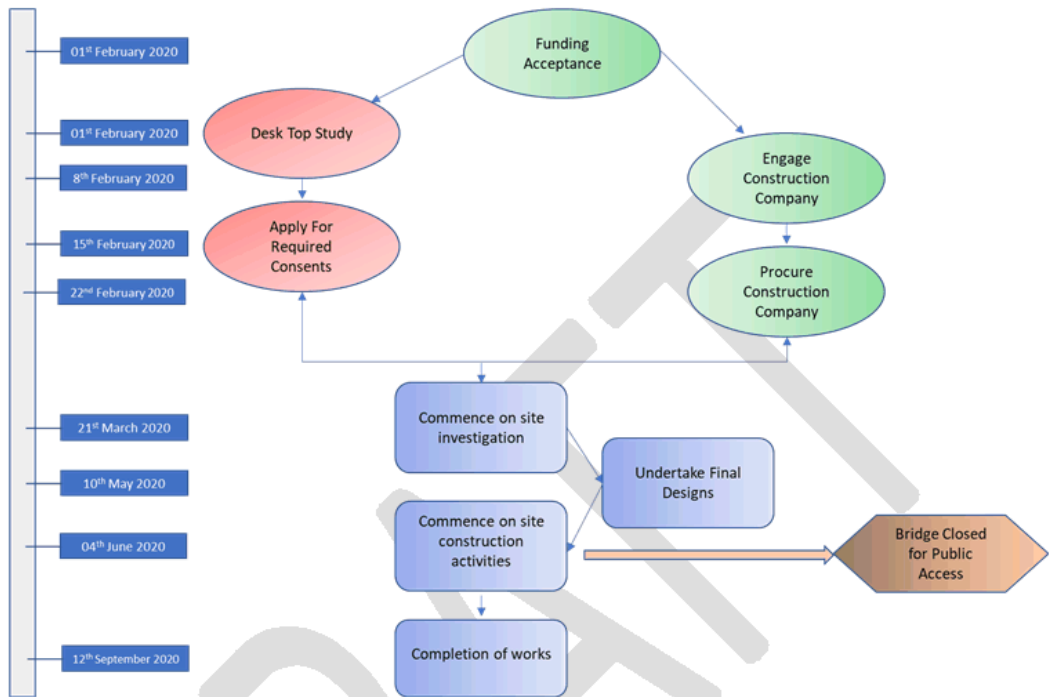 01st February 2020
Funding
Acceptance
01st February 2020
Desk Top Study
8th February 2020
Engage
Construction
Company
15th February 2020
Apply For
Required
Consents
22nd February 2020
Procure
Construction
Company
21st March 2020
Commence on site
investigation
10th May 2020
Undertake Final
Designs
04th June 2020
Commence on site
construction
activities
Bridge Closed
for Public
Access
12th September 2020
Completion of works
DRAFT